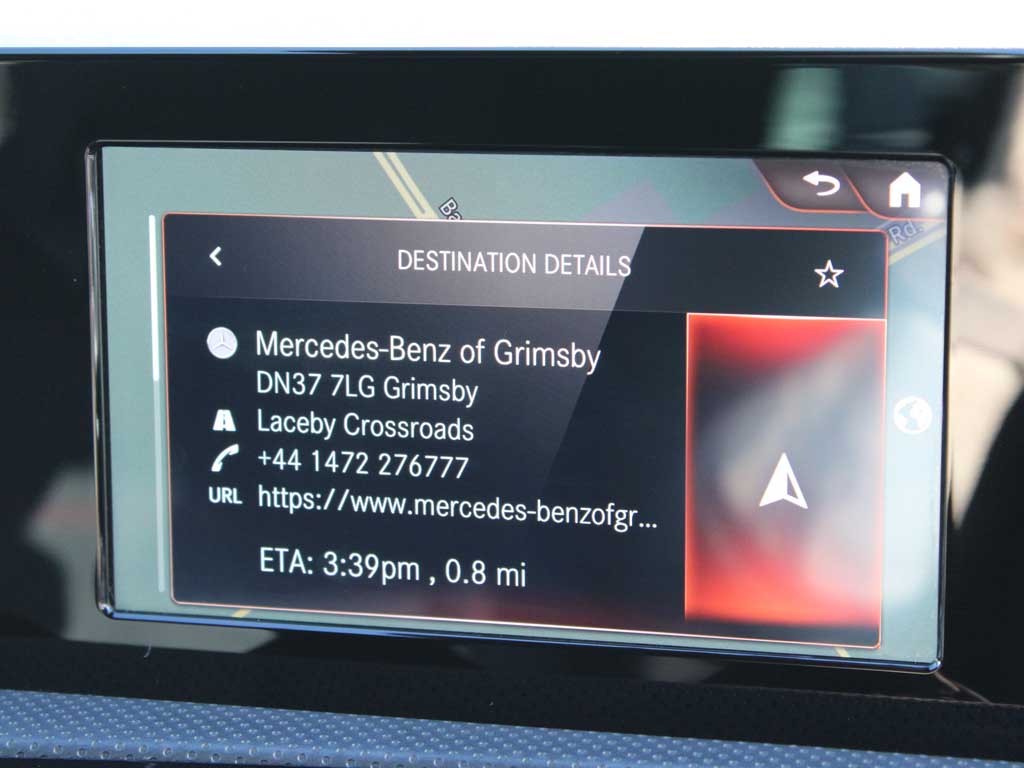 Rd.
DESTINATION DETAILS
Mercedes-Benz of Grimsby
DN37 7LG Grimsby
Laceby Crossroads
+44 1472 276777
URL https://www.mercedes-benzofgr...
ETA: 3:39pm , 0.8 mi